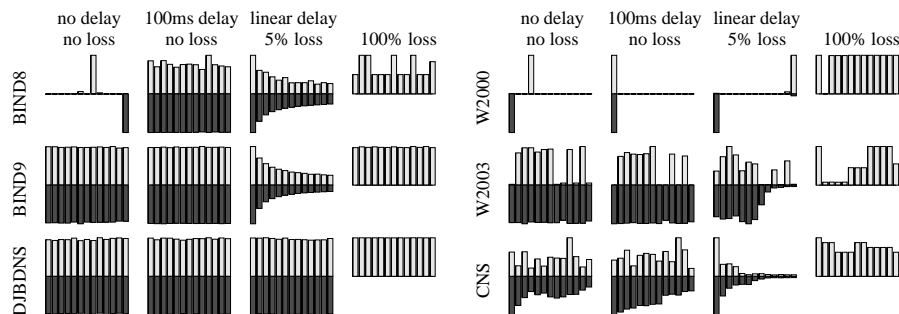 no delay 100ms delay linear delay
no loss no loss 5% loss 100% loss
BIND8
BIND9
DJBDNS
no delay 100ms delay linear delay
no loss no loss 5% loss 100% loss
W2000
W2003
CNS